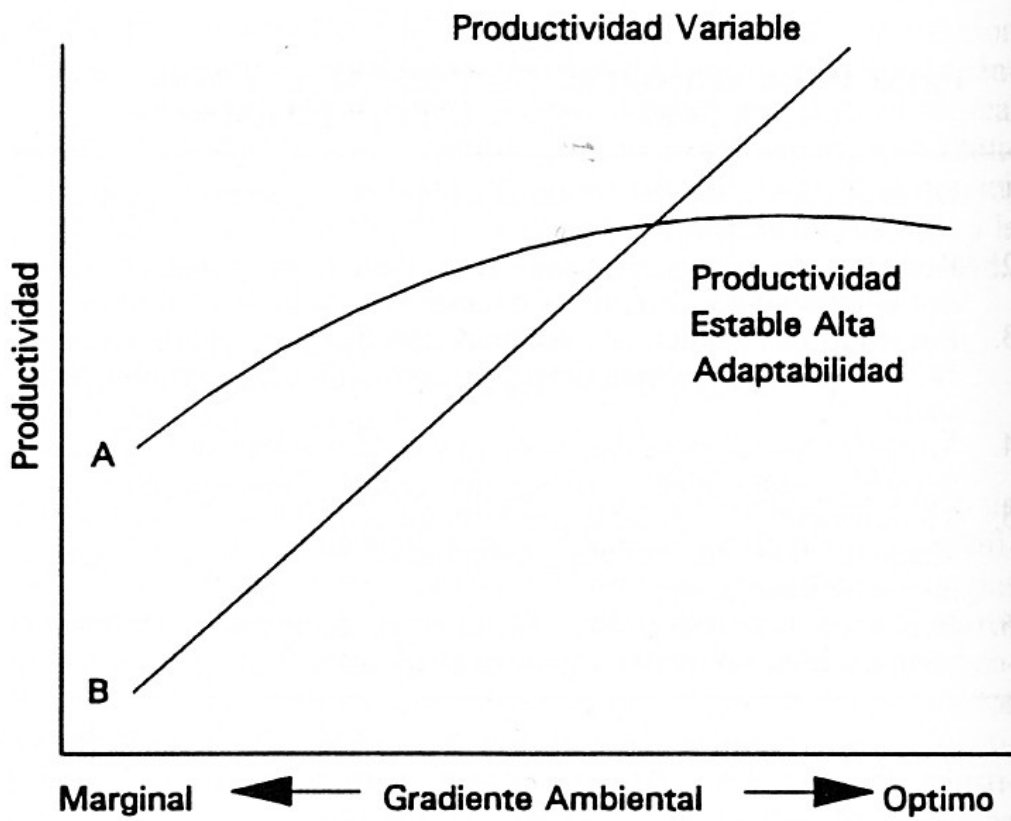 Productividad Variable
Productividad
Productividad
Estable Alta
Adaptabilidad
A
B
Marginal
Gradiente Ambiental
Optimo